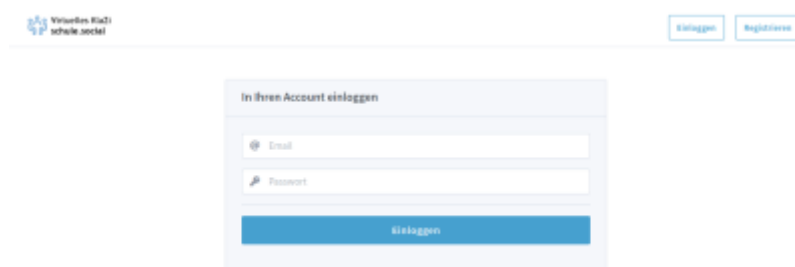 Virtuelles KlaZi
schule.social
Einloggen
Registrieren
In Ihren Account einloggen
Email
Passwort
Einloggen